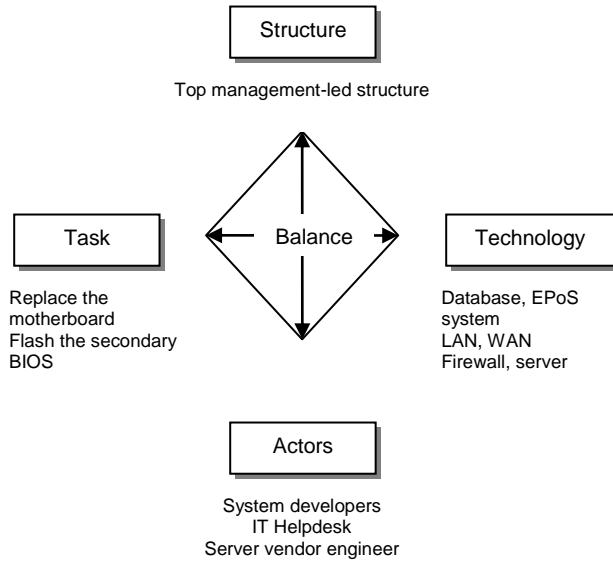 Structure
Top management-led structure
Task
Replace the
motherboard
Flash the secondary
BIOS
Balance
Technology
Database, EPoS
system
LAN, WAN
Firewall, server
Actors
System developers
IT Helpdesk
Server vendor engineer